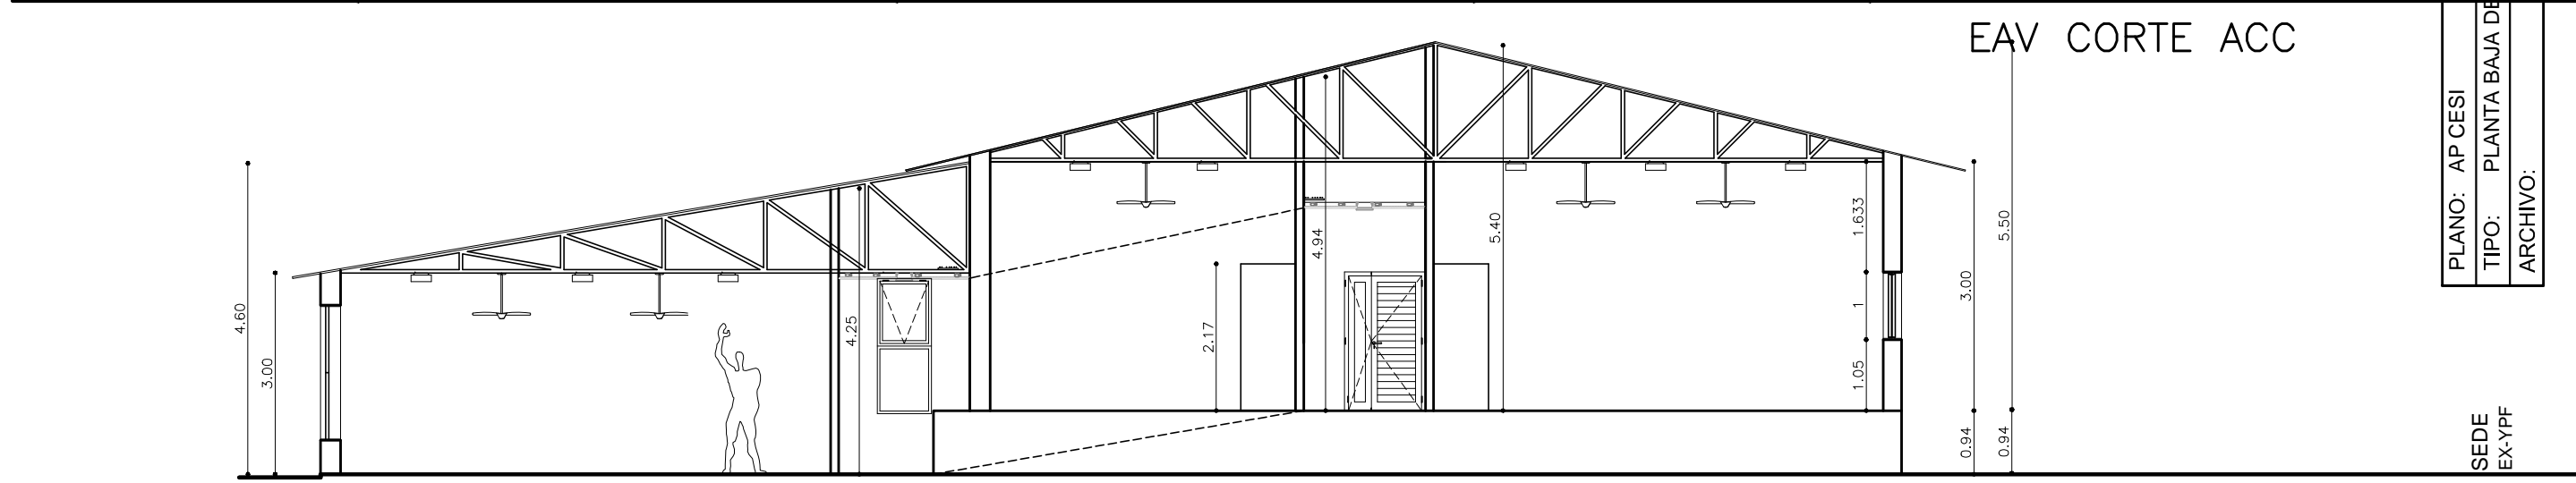 EAV CORTE ACC
4.60
3.00
4.25
2.17
4.94
5.40
1.633
1
1.05
3.00
0.94
5.50
0.94
PLANO: AP CESI
TIPO: PLANTA BAJA DE
ARCHIVO:
SEDE
EX-YPF